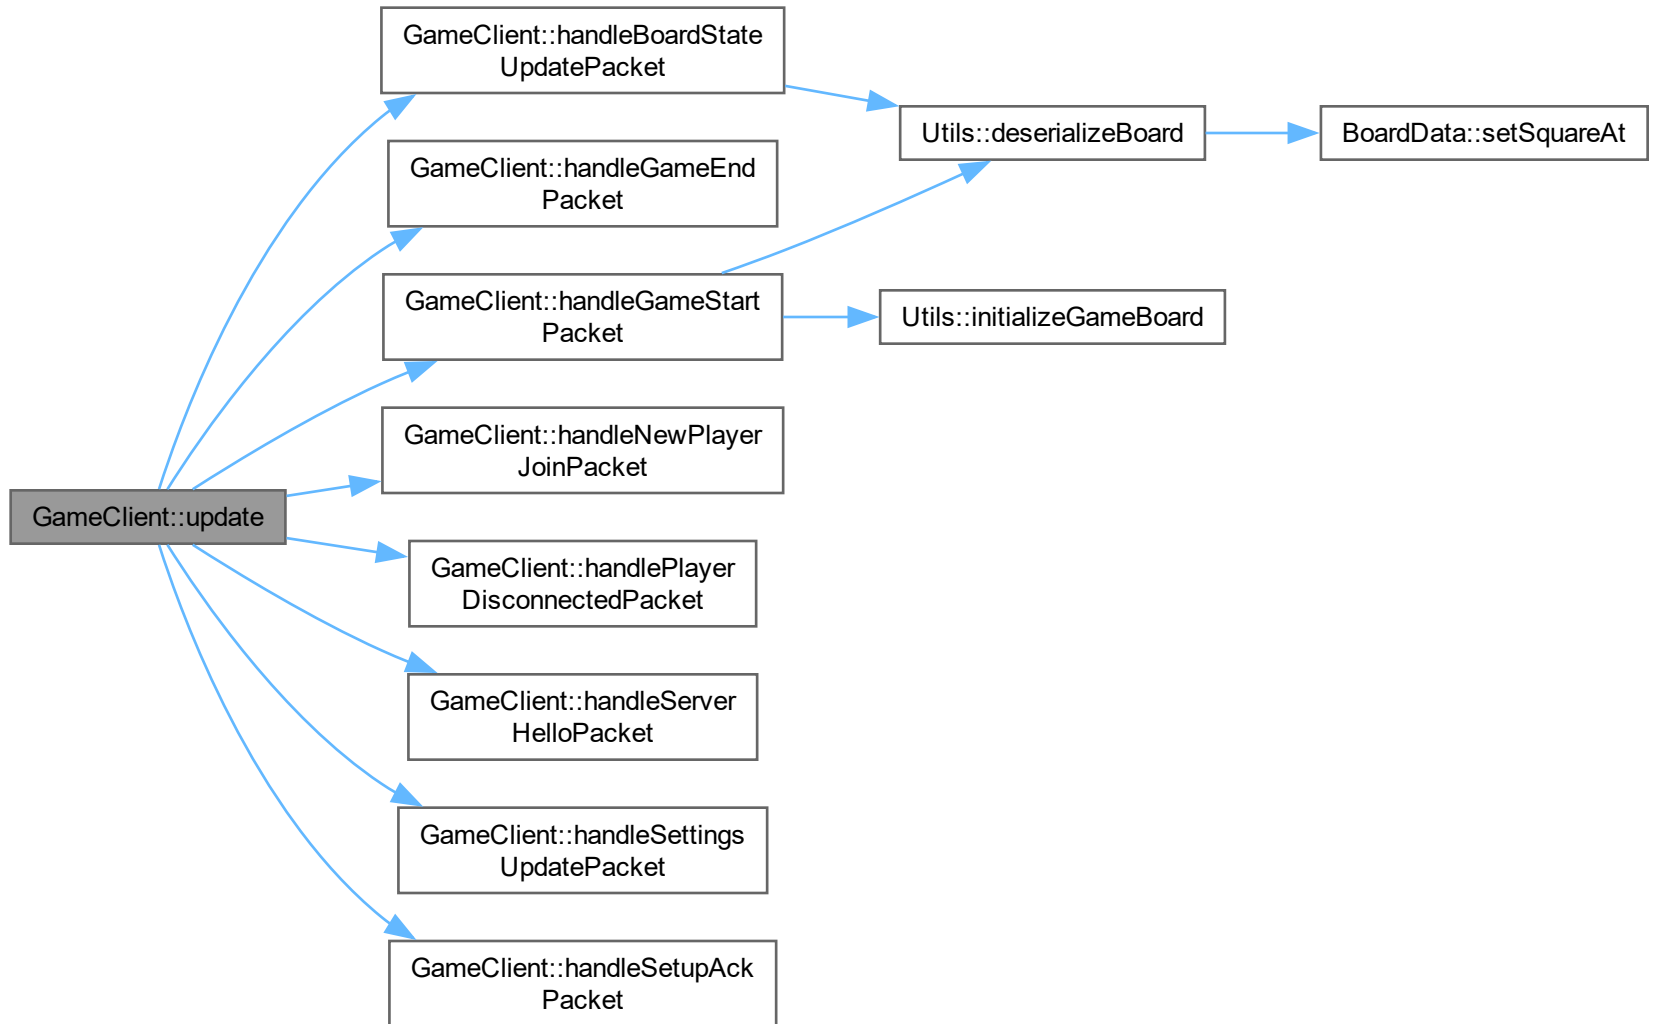 GameClient::update
GameClient::handleBoardState
UpdatePacket
GameClient::handleGameEnd
Packet
GameClient::handleGameStart
Packet
GameClient::handleNewPlayer
JoinPacket
GameClient::handlePlayer
DisconnectedPacket
GameClient::handleServer
HelloPacket
GameClient::handleSettings
UpdatePacket
GameClient::handleSetupAck
Packet
Utils::deserializeBoard
Utils::initializeGameBoard
BoardData::setSquareAt